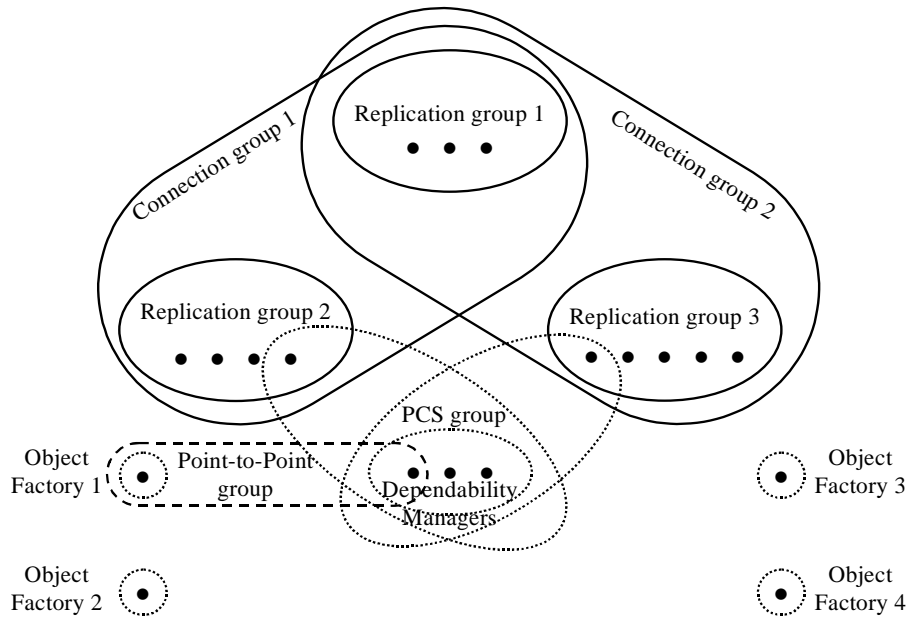 Replication group 1
Connection group 1
Connection group 2
Replication group 2
Replication group 3
PCS group
Object
Factory 1
Point-to-Point
group
Dependability
Managers
Object
Factory 3
Object
Factory 2
Object
Factory 4